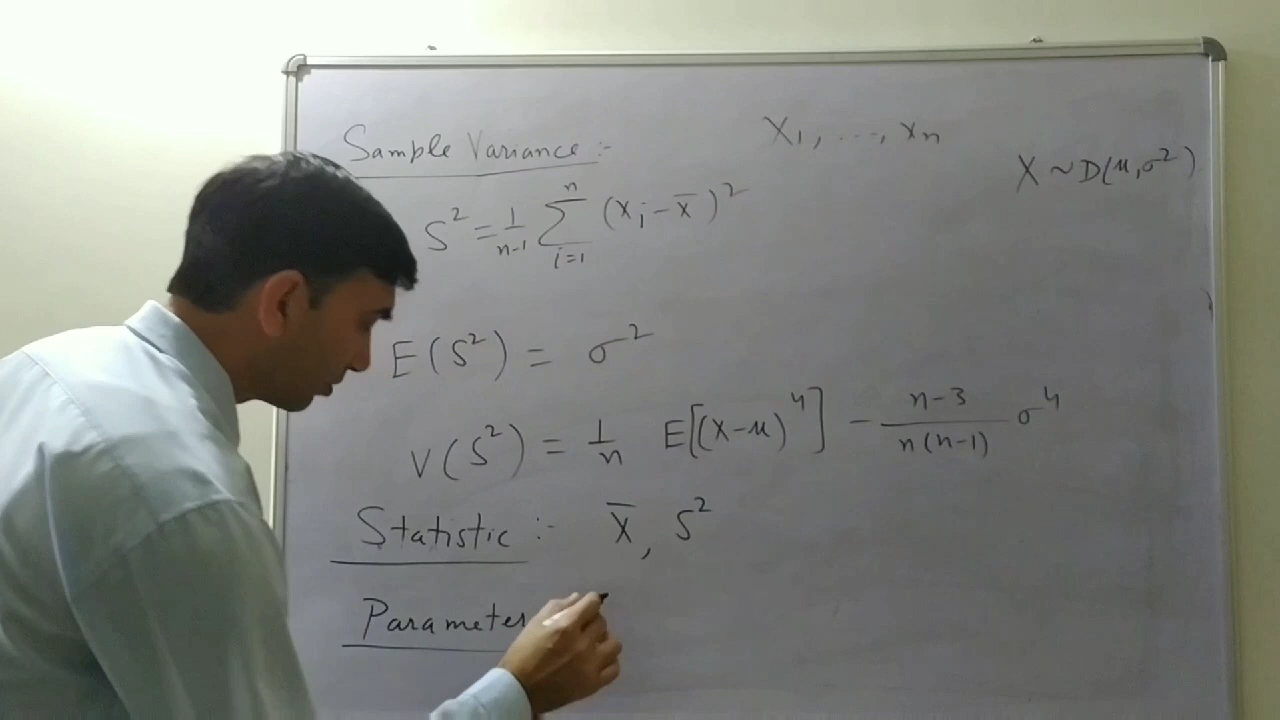 Sample Variance :-
X₁, ..., xₙ
X ~ D(μ, σ²)
S² = 1/(n-1) ∑ᵢ₌₁ⁿ (xᵢ - x̄)²
E(S²) = σ²
V(S²) = 1/n E[(X-μ)⁴] - (n-3)/(n(n-1)) σ⁴
Statistic :- X̄, S²
Parameter